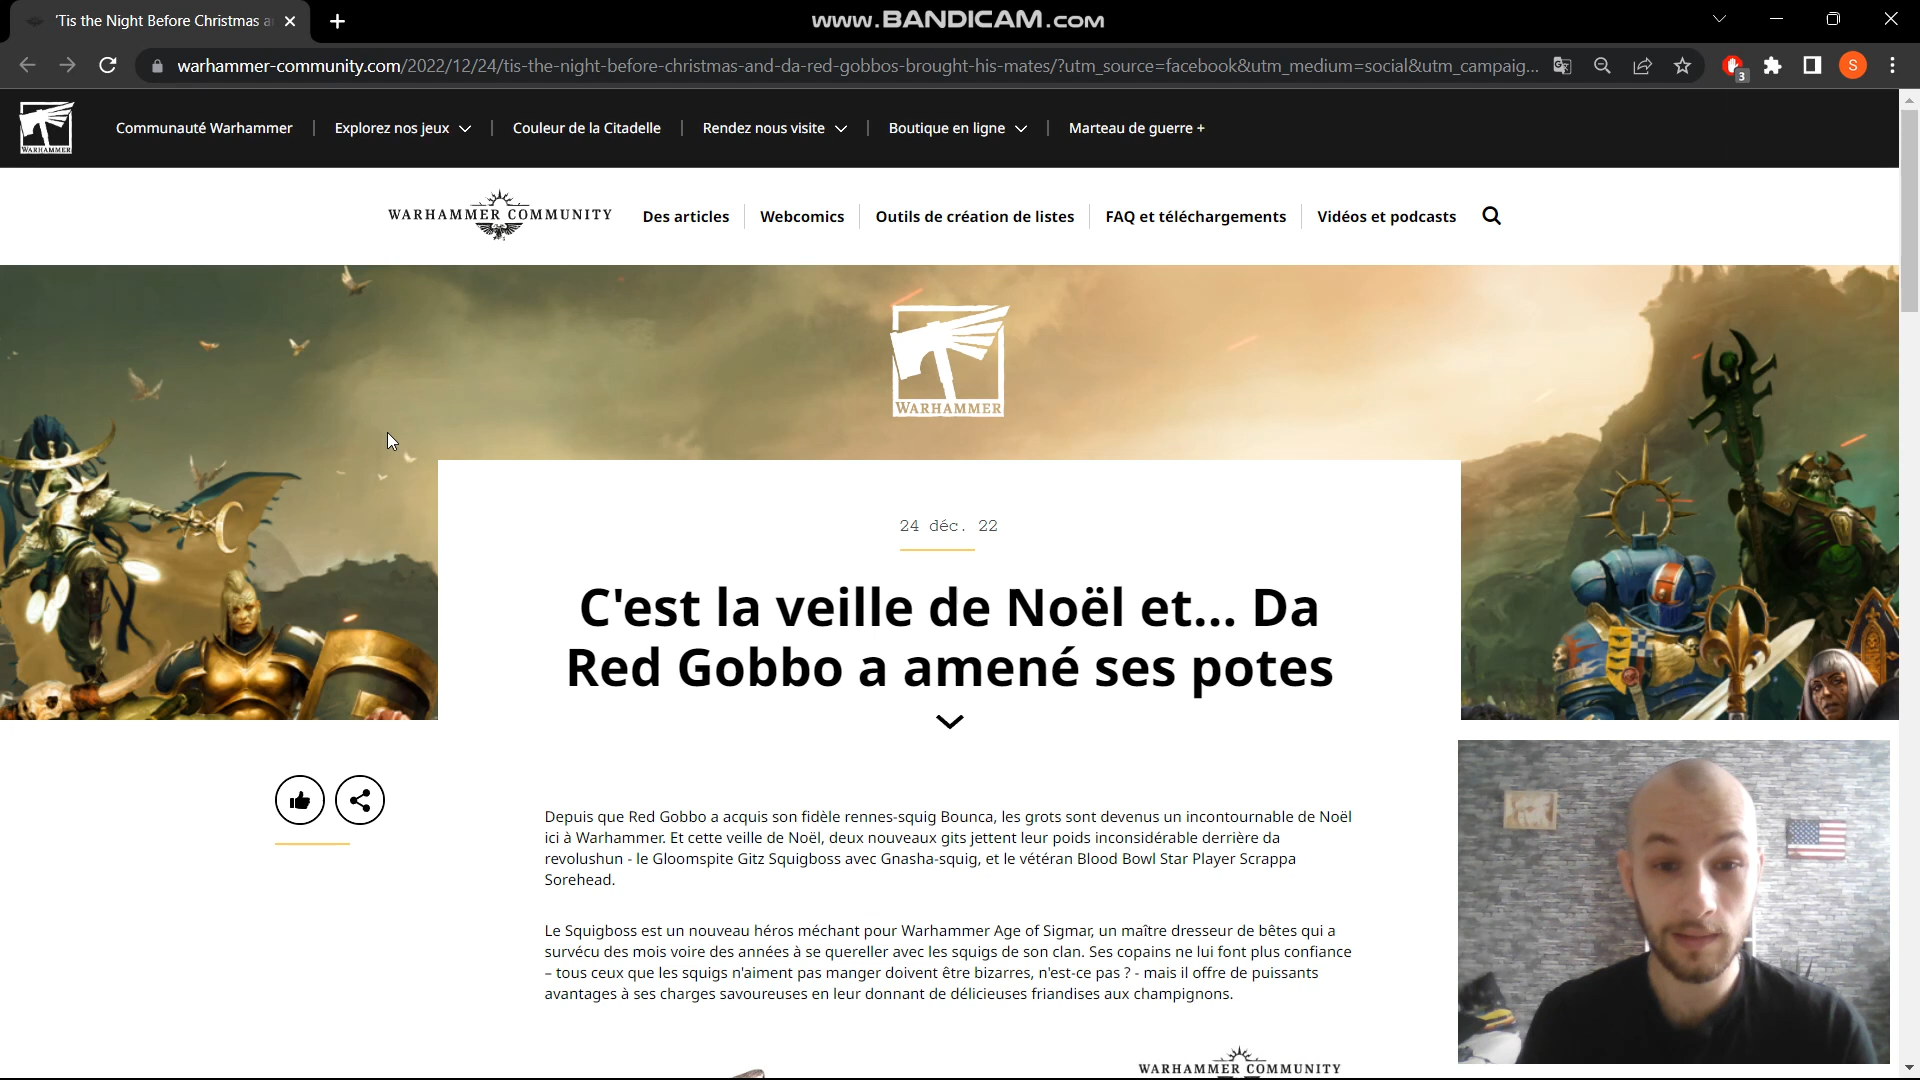 'Tis the Night Before Christmas a
www.BANDICAM.com
warhammer-community.com/2022/12/24/tis-the-night-before-christmas-and-da-red-gobbos-brought-his-mates/?utm_source=facebook&utm_medium=social&utm_campaig...
3
S
WARHAMMER
Communauté Warhammer
Explorez nos jeux
Couleur de la Citadelle
Rendez nous visite
Boutique en ligne
Marteau de guerre +
WARHAMMER COMMUNITY
Des articles
Webcomics
Outils de création de listes
FAQ et téléchargements
Vidéos et podcasts
WARHAMMER
24 déc. 22
C'est la veille de Noël et... Da
Red Gobbo a amené ses potes
Depuis que Red Gobbo a acquis son fidèle rennes-squig Bounca, les grots sont devenus un incontournable de Noël
ici à Warhammer. Et cette veille de Noël, deux nouveaux gits jettent leur poids inconsidérable derrière da
revolushun - le Gloomspite Gitz Squigboss avec Gnasha-squig, et le vétéran Blood Bowl Star Player Scrappa
Sorehead.
Le Squigboss est un nouveau héros méchant pour Warhammer Age of Sigmar, un maître dresseur de bêtes qui a
survécu des mois voire des années à se quereller avec les squigs de son clan. Ses copains ne lui font plus confiance
– tous ceux que les squigs n'aiment pas manger doivent être bizarres, n'est-ce pas ? - mais il offre de puissants
avantages à ses charges savoureuses en leur donnant de délicieuses friandises aux champignons.
WARHAMMER COMMUNITY